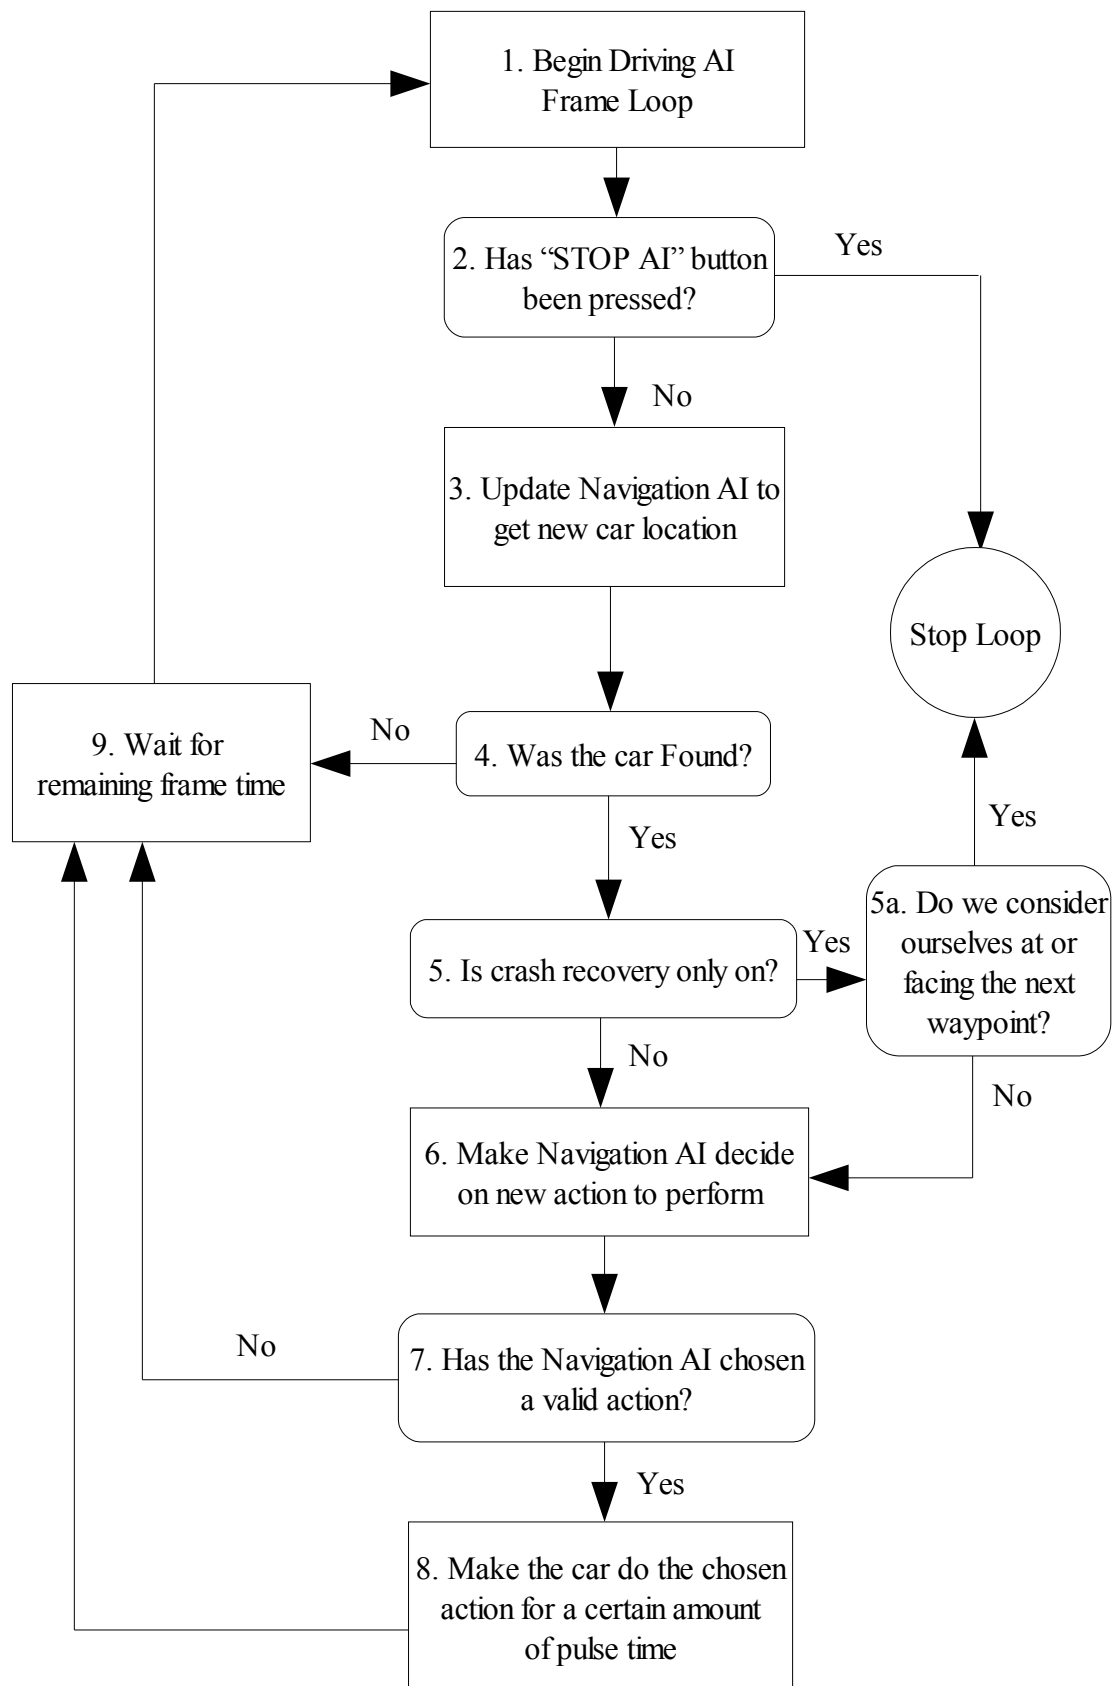 1. Begin Driving AI
Frame Loop
2. Has “STOP AI” button
been pressed?
Yes
No
3. Update Navigation AI to
get new car location
Stop Loop
9. Wait for
remaining frame time
No
4. Was the car Found?
Yes
Yes
5. Is crash recovery only on?
Yes
5a. Do we consider
ourselves at or
facing the next
waypoint?
No
No
6. Make Navigation AI decide
on new action to perform
No
7. Has the Navigation AI chosen
a valid action?
Yes
8. Make the car do the chosen
action for a certain amount
of pulse time